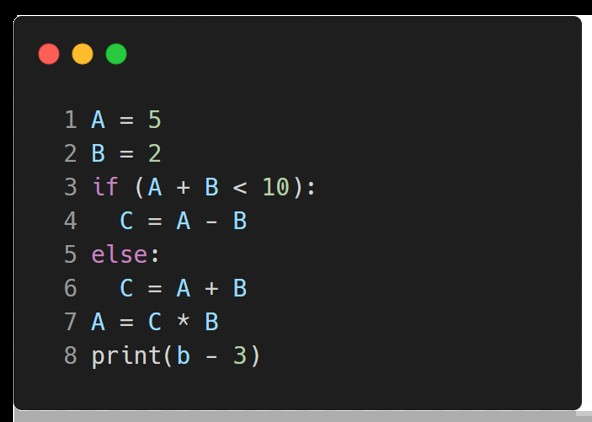 1 A = 5
2 B = 2
3 if (A + B < 10):
4   C = A - B
5 else:
6   C = A + B
7 A = C * B
8 print(b - 3)